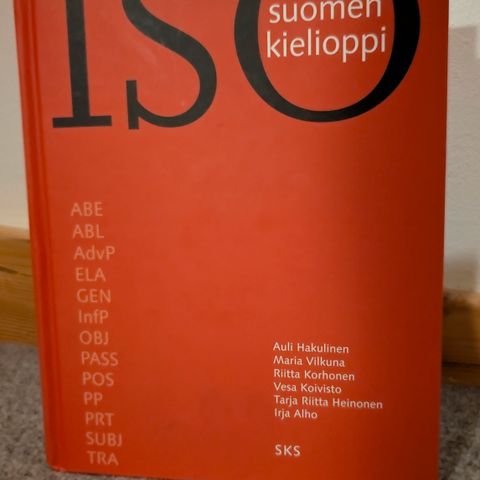 ISO
suomen
kielioppi
ABE
ABL
AdvP
ELA
GEN
InfP
OBJ
PASS
POS
PP
PRT
SUBJ
TRA
Auli Hakulinen
Maria Vilkuna
Riitta Korhonen
Vesa Koivisto
Tarja Riitta Heinonen
Irja Alho
SKS